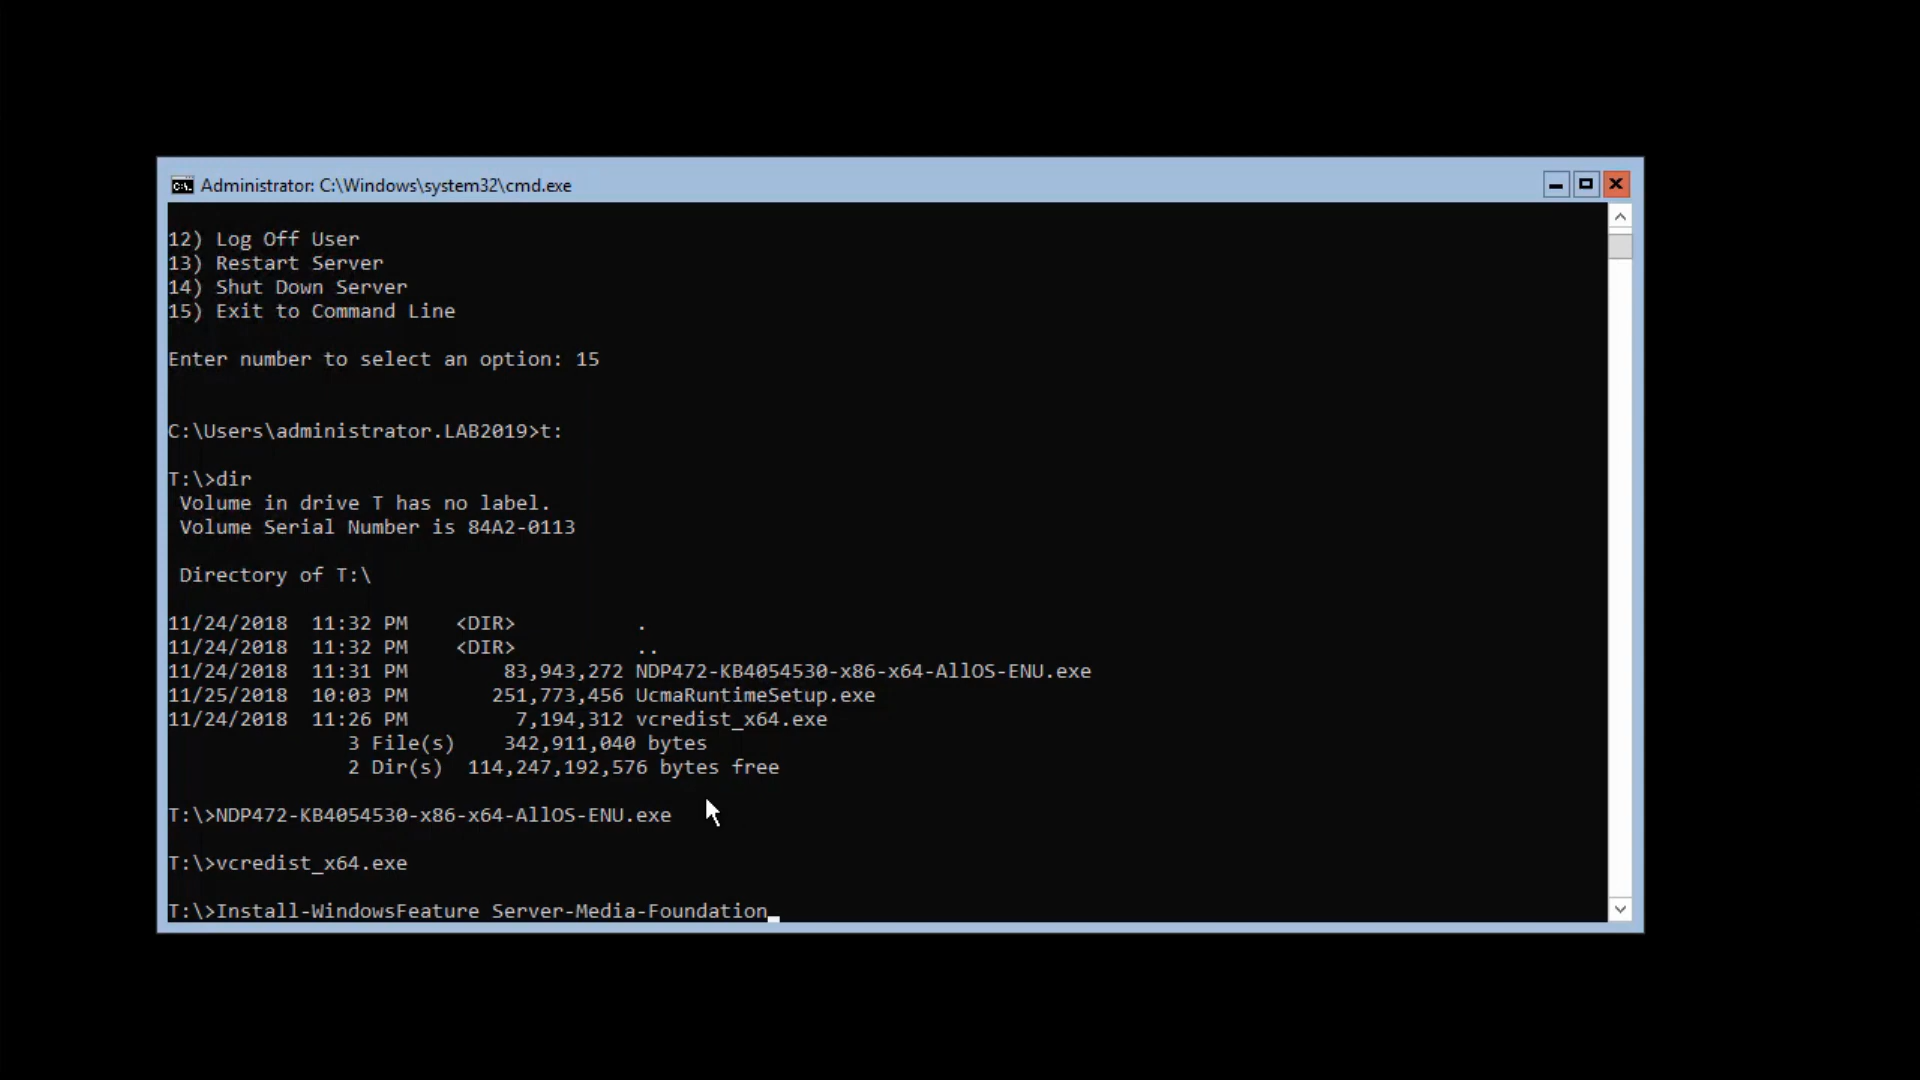 Administrator: C:\Windows\system32\cmd.exe
12) Log Off User
13) Restart Server
14) Shut Down Server
15) Exit to Command Line
Enter number to select an option: 15
C:\Users\administrator.LAB2019>t:
T:\>dir
Volume in drive T has no label.
Volume Serial Number is 84A2-0113
Directory of T:\
11/24/2018  11:32 PM    <DIR>          .
11/24/2018  11:32 PM    <DIR>          ..
11/24/2018  11:31 PM        83,943,272 NDP472-KB4054530-x86-x64-AllOS-ENU.exe
11/25/2018  10:03 PM       251,773,456 UcmaRuntimeSetup.exe
11/24/2018  11:26 PM         7,194,312 vcredist_x64.exe
3 File(s)    342,911,040 bytes
2 Dir(s)  114,247,192,576 bytes free
T:\>NDP472-KB4054530-x86-x64-AllOS-ENU.exe
T:\>vcredist_x64.exe
T:\>Install-WindowsFeature Server-Media-Foundation